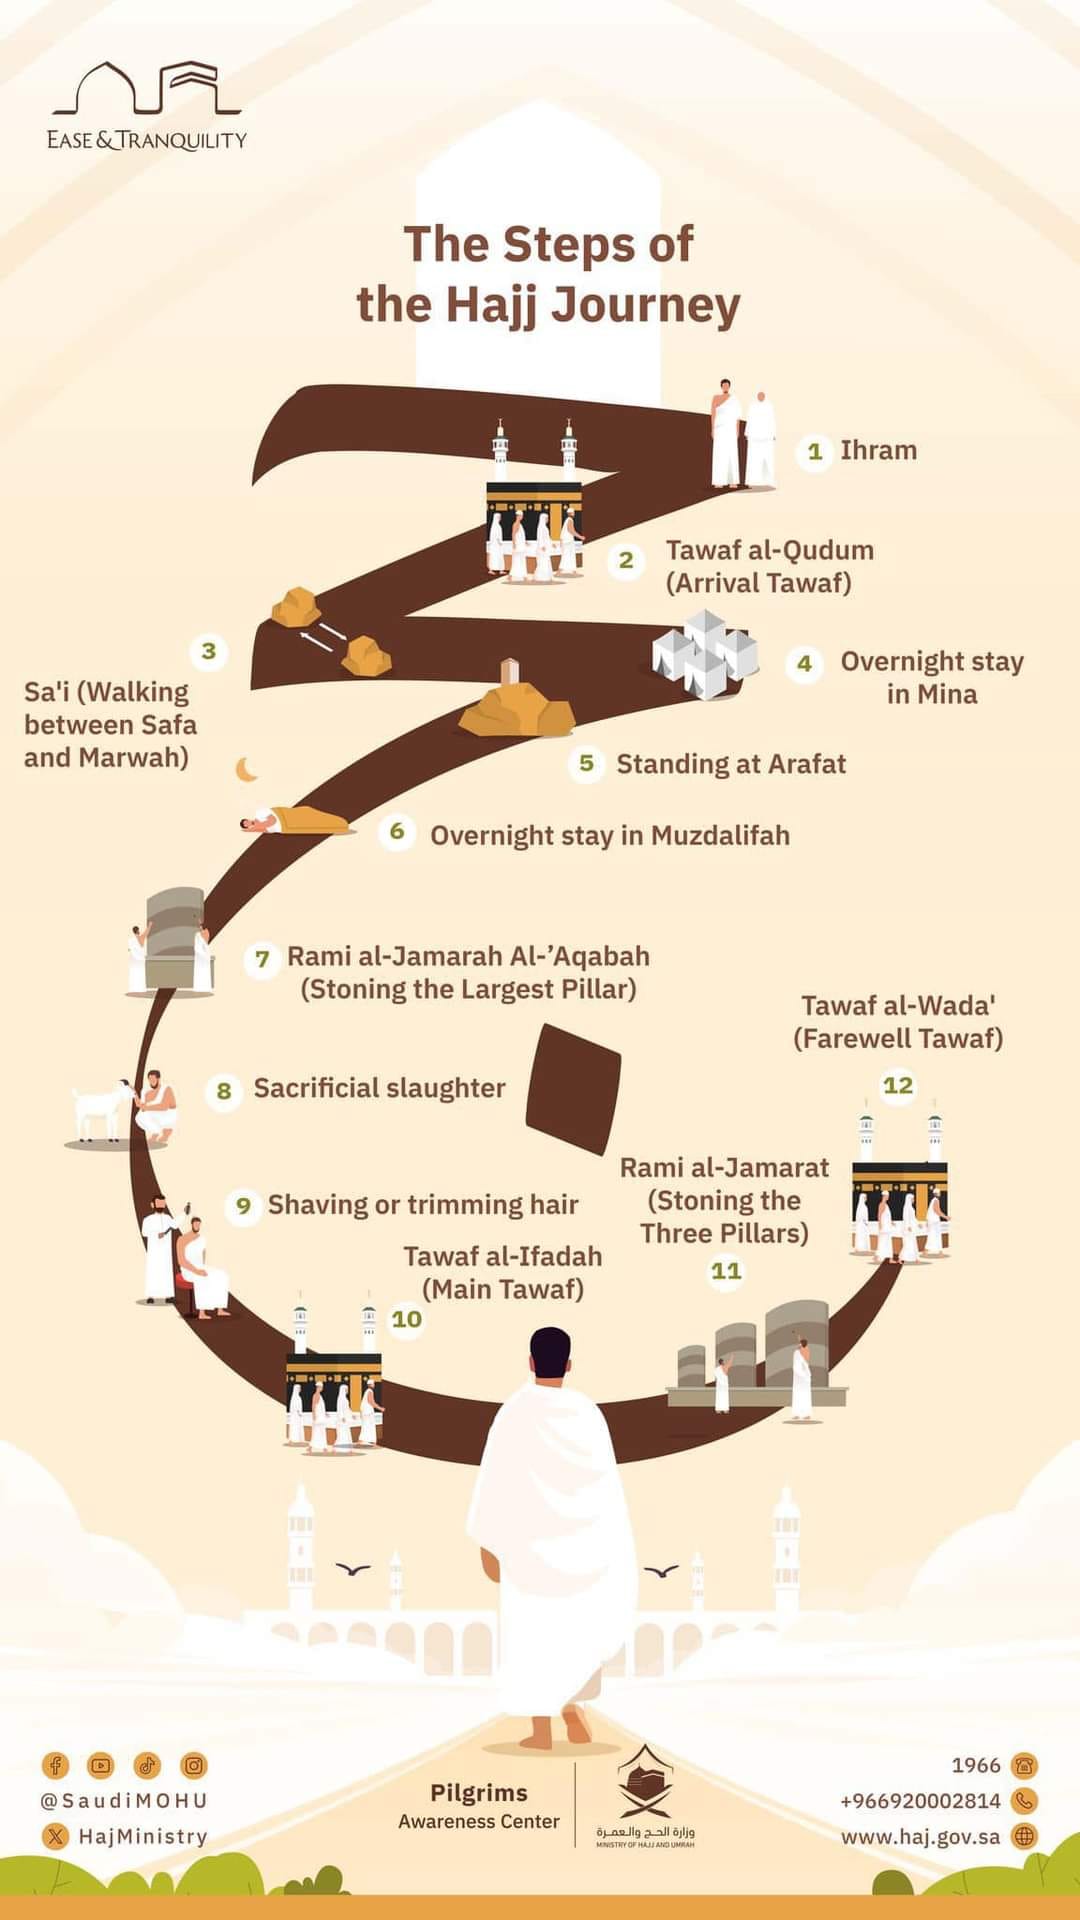 EASE & TRANQUILITY
The Steps of
the Hajj Journey
1 Ihram
2 Tawaf al-Qudum
(Arrival Tawaf)
3
Sa'i (Walking
between Safa
and Marwah)
4 Overnight stay
in Mina
5 Standing at Arafat
6 Overnight stay in Muzdalifah
7 Rami al-Jamarah Al-’Aqabah
(Stoning the Largest Pillar)
8 Sacrificial slaughter
9 Shaving or trimming hair
Tawaf al-Ifadah
(Main Tawaf)
10
Rami al-Jamarat
(Stoning the
Three Pillars)
11
Tawaf al-Wada'
(Farewell Tawaf)
12
@SaudiMOHU
HajMinistry
Pilgrims
Awareness Center
وزارة الحج والعمرة
MINISTRY OF HAJJ AND UMRAH
1966
+966920002814
www.haj.gov.sa